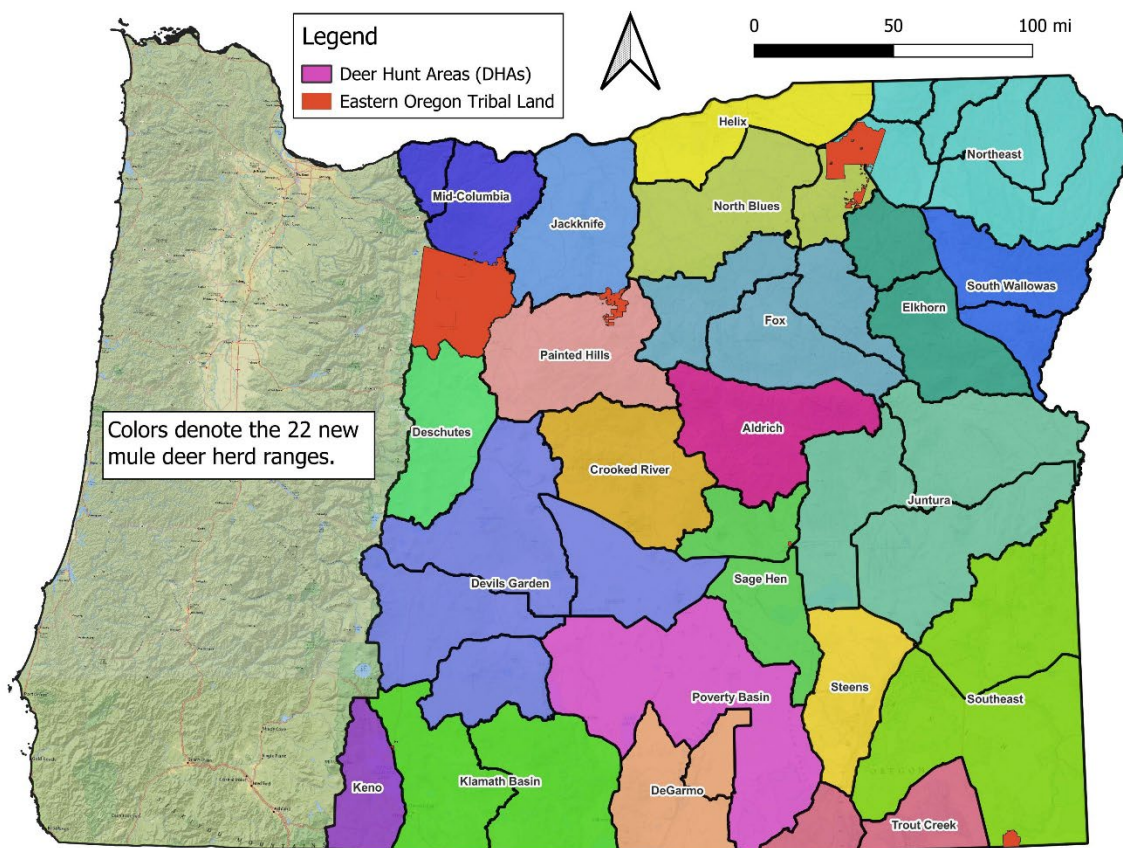 Legend
Deer Hunt Areas (DHAs)
Eastern Oregon Tribal Land
0 50 100 mi
Helix
Northeast
Mid-Columbia
North Blues
Jackknife
South Wallowas
Elkhorn
Fox
Painted Hills
Colors denote the 22 new
mule deer herd ranges.
Deschutes
Aldrich
Crooked River
Juntura
Devils Garden
Sage Hen
Steens
Poverty Basin
Southeast
Keno
Klamath Basin
DeGarmo
Trout Creek